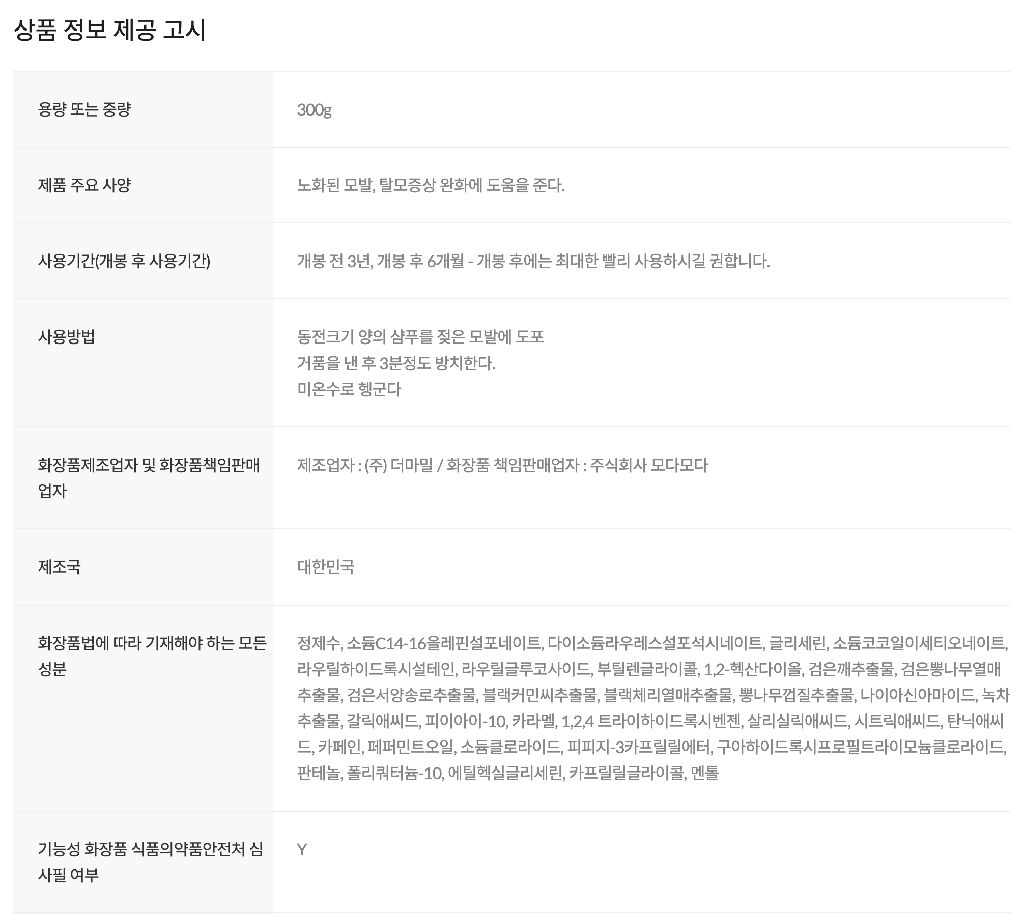 상품 정보 제공 고시
용량 또는 중량
300g
제품 주요 사양
노화된 모발, 탈모증상 완화에 도움을 준다.
사용기간(개봉 후 사용기간)
개봉 전 3년, 개봉 후 6개월 - 개봉 후에는 최대한 빨리 사용하시길 권합니다.
사용방법
동전크기 양의 샴푸를 젖은 모발에 도포
거품을 낸 후 3분정도 방치한다.
미온수로 헹군다
화장품제조업자 및 화장품책임판매
업자
제조업자 : (주) 더마밀 / 화장품 책임판매업자 : 주식회사 모다모다
제조국
대한민국
화장품법에 따라 기재해야 하는 모든
성분
정제수, 소듐C14-16올레핀설포네이트, 다이소듐라우레스설포석시네이트, 글리세린, 소듐코코일이세티오네이트,
라우릴하이드록시설테인, 라우릴글루코사이드, 부틸렌글라이콜, 1,2-헥산다이올, 검은깨추출물, 검은뽕나무열매
추출물, 검은서양송로추출물, 블랙커민씨추출물, 블랙체리열매추출물, 뽕나무껍질추출물, 나이아신아마이드, 녹차
추출물, 갈릭애씨드, 피이아이-10, 카라멜, 1,2,4 트라이하이드록시벤젠, 살리실릭애씨드, 시트릭애씨드, 탄닉애씨
드, 카페인, 페퍼민트오일, 소듐클로라이드, 피피지-3카프릴릴에터, 구아하이드록시프로필트라이모늄클로라이드,
판테놀, 폴리쿼터늄-10, 에틸헥실글리세린, 카프릴릴글라이콜, 멘톨
기능성 화장품 식품의약품안전처 심
사필 여부
Y